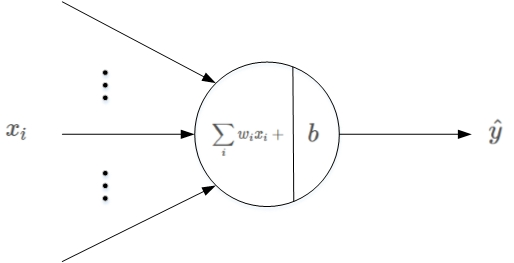 x_i
∑_i w_i x_i + b
ŷ